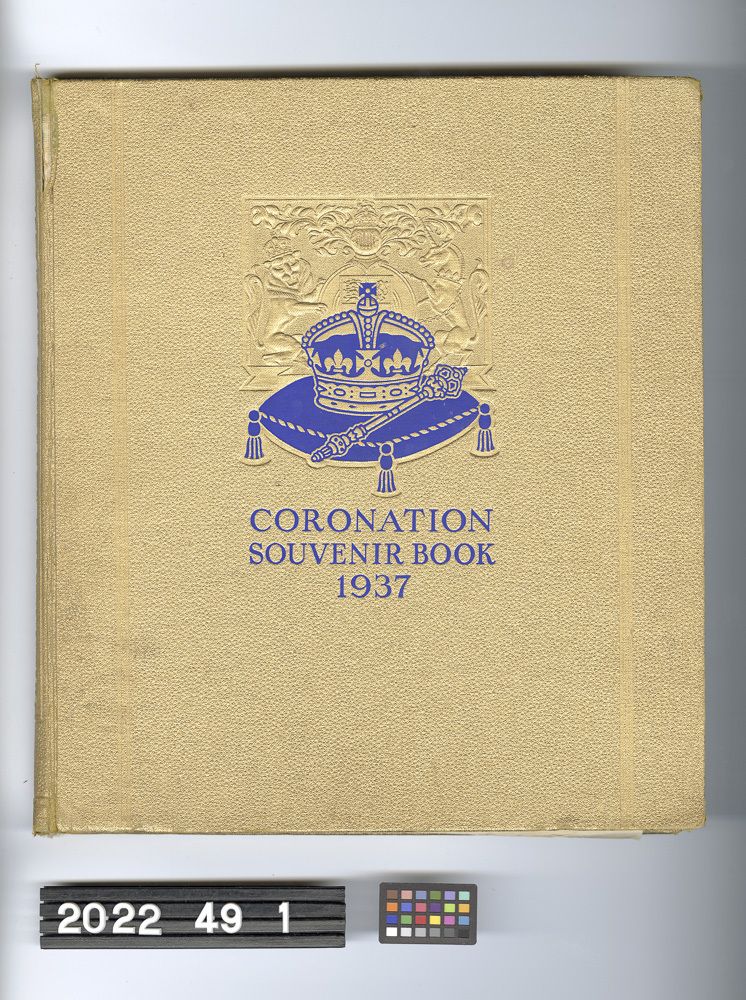 CORONATION
SOUVENIR BOOK
1937
2022 49 1